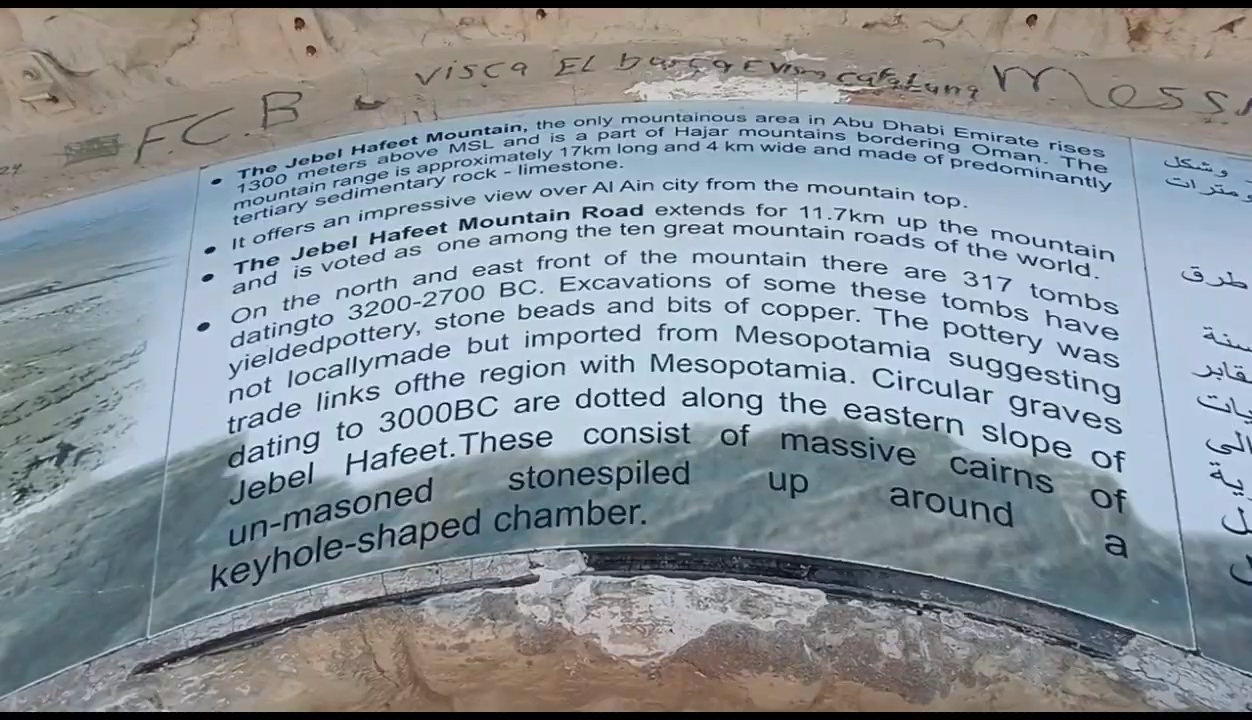 visca El barça E visca cataluna
F.C.B
Messi
24
• The Jebel Hafeet Mountain, the only mountainous area in Abu Dhabi Emirate rises
1300 meters above MSL and is a part of Hajar mountains bordering Oman. The
mountain range is approximately 17km long and 4 km wide and made of predominantly
tertiary sedimentary rock - limestone.
• It offers an impressive view over Al Ain city from the mountain top.
• The Jebel Hafeet Mountain Road extends for 11.7km up the mountain
and is voted as one among the ten great mountain roads of the world.
• On the north and east front of the mountain there are 317 tombs
datingto 3200-2700 BC. Excavations of some these tombs have
yieldedpottery, stone beads and bits of copper. The pottery was
not locallymade but imported from Mesopotamia suggesting
trade links ofthe region with Mesopotamia. Circular graves
dating to 3000BC are dotted along the eastern slope of
Jebel Hafeet.These consist of massive cairns of
un-masoned stonespiled up around a
keyhole-shaped chamber.
وشكل
طرق
سنة